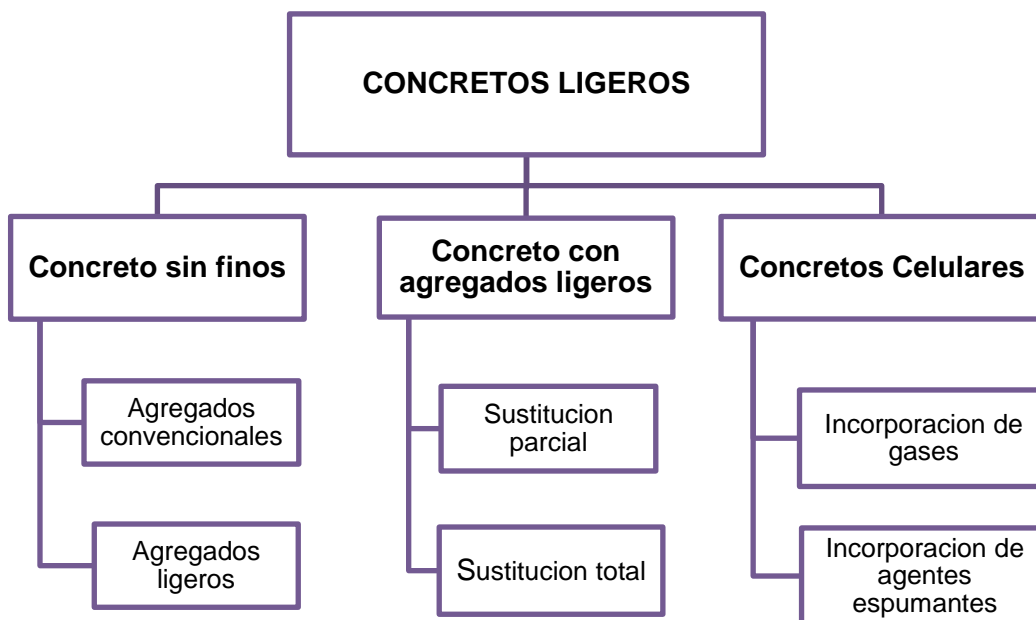 CONCRETOS LIGEROS
Concreto sin finos
Agregados
convencionales
Agregados
ligeros
Concreto con
agregados ligeros
Sustitucion
parcial
Sustitucion total
Concretos Celulares
Incorporacion de
gases
Incorporacion de
agentes
espumantes